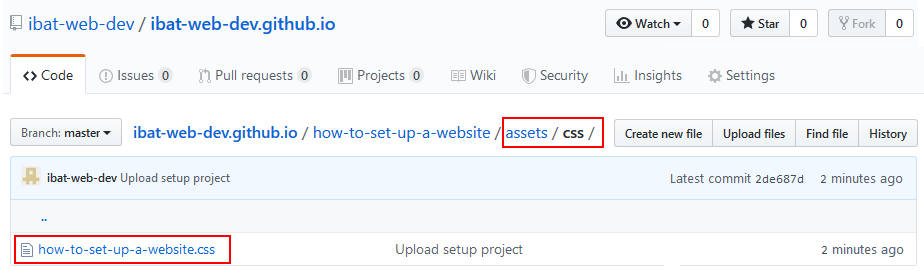 ibat-web-dev / ibat-web-dev.github.io Watch 0 Star 0 Fork 0
Code Issues 0 Pull requests 0 Projects 0 Wiki Security Insights Settings
Branch: master ibat-web-dev.github.io / how-to-set-up-a-website / assets / css / Create new file Upload files Find file History
ibat-web-dev Upload setup project Latest commit 2de687d 2 minutes ago
..
how-to-set-up-a-website.css Upload setup project 2 minutes ago